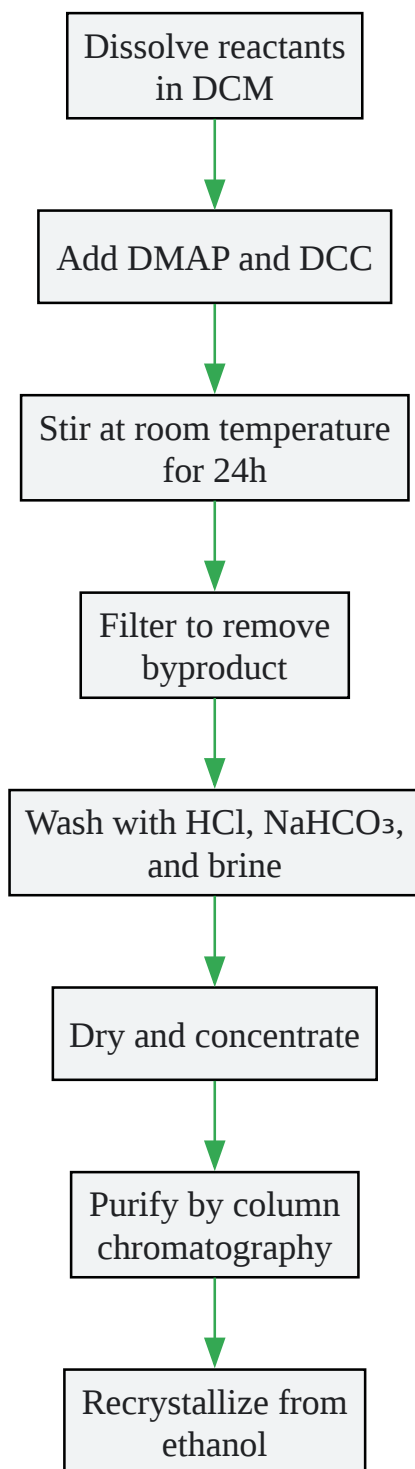 Dissolve reactants
in DCM
Add DMAP and DCC
Stir at room temperature
for 24h
Filter to remove
byproduct
Wash with HCl, NaHCO₃,
and brine
Dry and concentrate
Purify by column
chromatography
Recrystallize from
ethanol